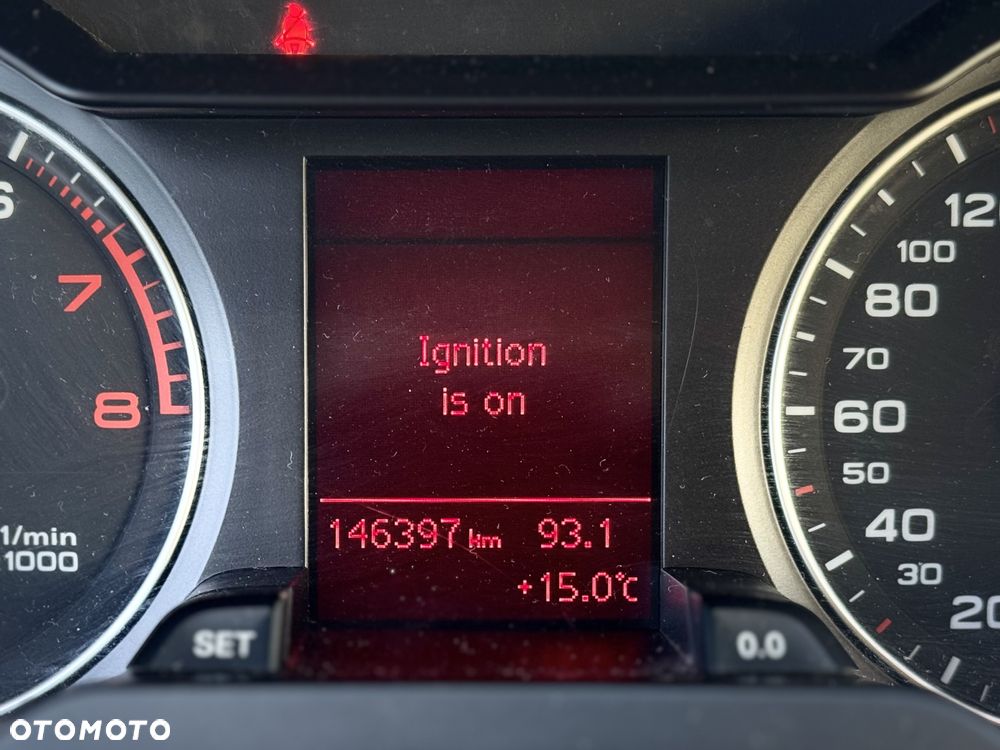 6
7
8
1/min
1000
Ignition
is on
146397 km 93.1
+15.0°C
SET
0.0
120
100
80
70
60
50
40
30
20
OTOMOTO